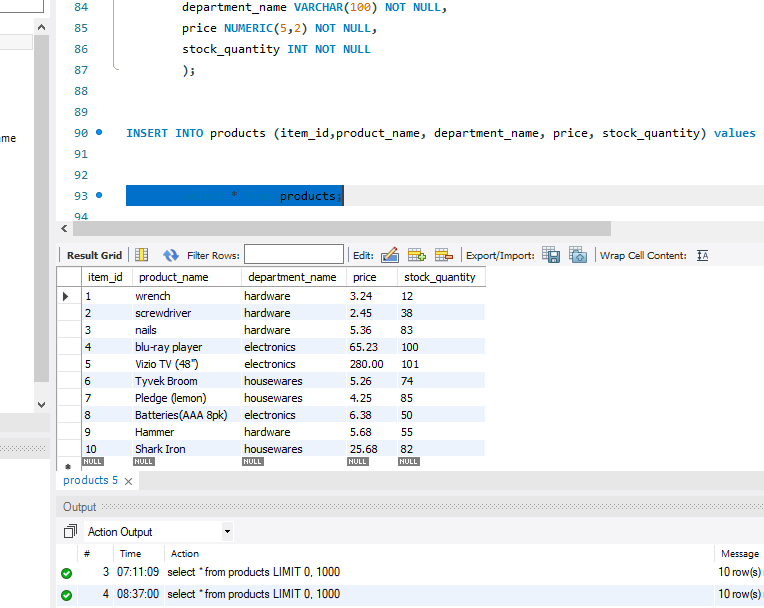 84 department_name VARCHAR(100) NOT NULL,
85 price NUMERIC(5,2) NOT NULL,
86 stock_quantity INT NOT NULL
87 );
88
89
90 INSERT INTO products (item_id,product_name, department_name, price, stock_quantity) values
91
92
me
93 * products;
94
Result Grid Filter Rows: Edit: Export/Import: Wrap Cell Content: IA
item_id product_name department_name price stock_quantity
1 wrench hardware 3.24 12
2 screwdriver hardware 2.45 38
3 nails hardware 5.36 83
4 blu-ray player electronics 65.23 100
5 Vizio TV (48") electronics 280.00 101
6 Tyvek Broom housewares 5.26 74
7 Pledge (lemon) housewares 4.25 85
8 Batteries(AAA 8pk) electronics 6.38 50
9 Hammer hardware 5.68 55
10 Shark Iron housewares 25.68 82
NULL NULL NULL NULL NULL
products 5
Output
Action Output
# Time Action Message
3 07:11:09 select * from products LIMIT 0, 1000 10 row(s)
4 08:37:00 select * from products LIMIT 0, 1000 10 row(s)